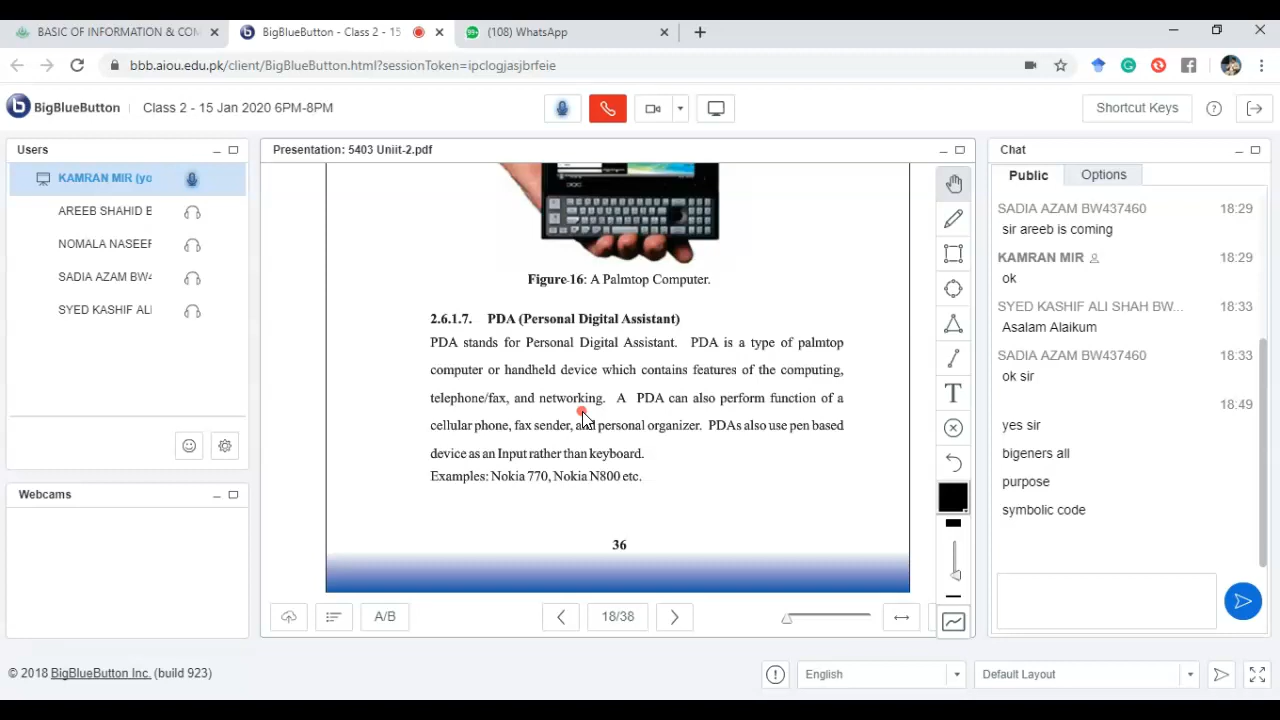 BASIC OF INFORMATION & COM
BigBlueButton - Class 2 - 15
(108) WhatsApp
bbb.aiou.edu.pk/client/BigBlueButton.html?sessionToken=ipclogjasjbrfeie
BigBlueButton
Class 2 - 15 Jan 2020 6PM-8PM
Shortcut Keys
Users
KAMRAN MIR (yo
AREEB SHAHID B
NOMALA NASEER
SADIA AZAM BW4
SYED KASHIF ALI
Webcams
Presentation: 5403 Uniit-2.pdf
Figure-16: A Palmtop Computer.
2.6.1.7. PDA (Personal Digital Assistant)
PDA stands for Personal Digital Assistant. PDA is a type of palmtop
computer or handheld device which contains features of the computing,
telephone/fax, and networking. A PDA can also perform function of a
cellular phone, fax sender, and personal organizer. PDAs also use pen based
device as an Input rather than keyboard.
Examples: Nokia 770, Nokia N800 etc.
36
A/B
18/38
T
Chat
Public
Options
SADIA AZAM BW437460 18:29
sir areeb is coming
KAMRAN MIR 18:29
ok
SYED KASHIF ALI SHAH BW... 18:33
Asalam Alaikum
SADIA AZAM BW437460 18:33
ok sir
18:49
yes sir
bigeners all
purpose
symbolic code
© 2018 BigBlueButton Inc. (build 923)
English
Default Layout